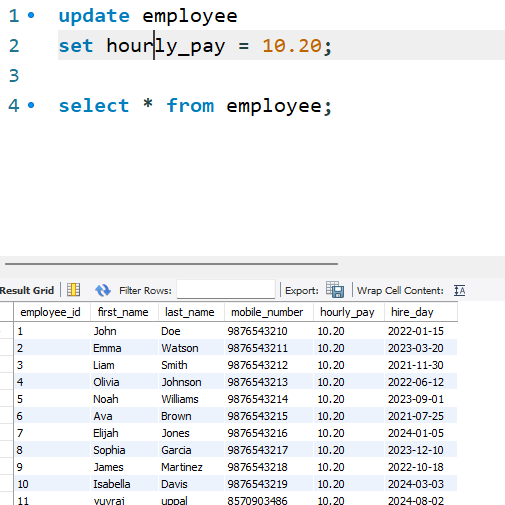 1 update employee
2 set hourly_pay = 10.20;
3
4 select * from employee;
Result Grid Filter Rows: Export: Wrap Cell Content: IA
employee_id first_name last_name mobile_number hourly_pay hire_day
1 John Doe 9876543210 10.20 2022-01-15
2 Emma Watson 9876543211 10.20 2023-03-20
3 Liam Smith 9876543212 10.20 2021-11-30
4 Olivia Johnson 9876543213 10.20 2022-06-12
5 Noah Williams 9876543214 10.20 2023-09-01
6 Ava Brown 9876543215 10.20 2021-07-25
7 Elijah Jones 9876543216 10.20 2024-01-05
8 Sophia Garcia 9876543217 10.20 2023-12-10
9 James Martinez 9876543218 10.20 2022-10-18
10 Isabella Davis 9876543219 10.20 2024-03-03
11 yuvraj uppal 8570903486 10.20 2024-08-02